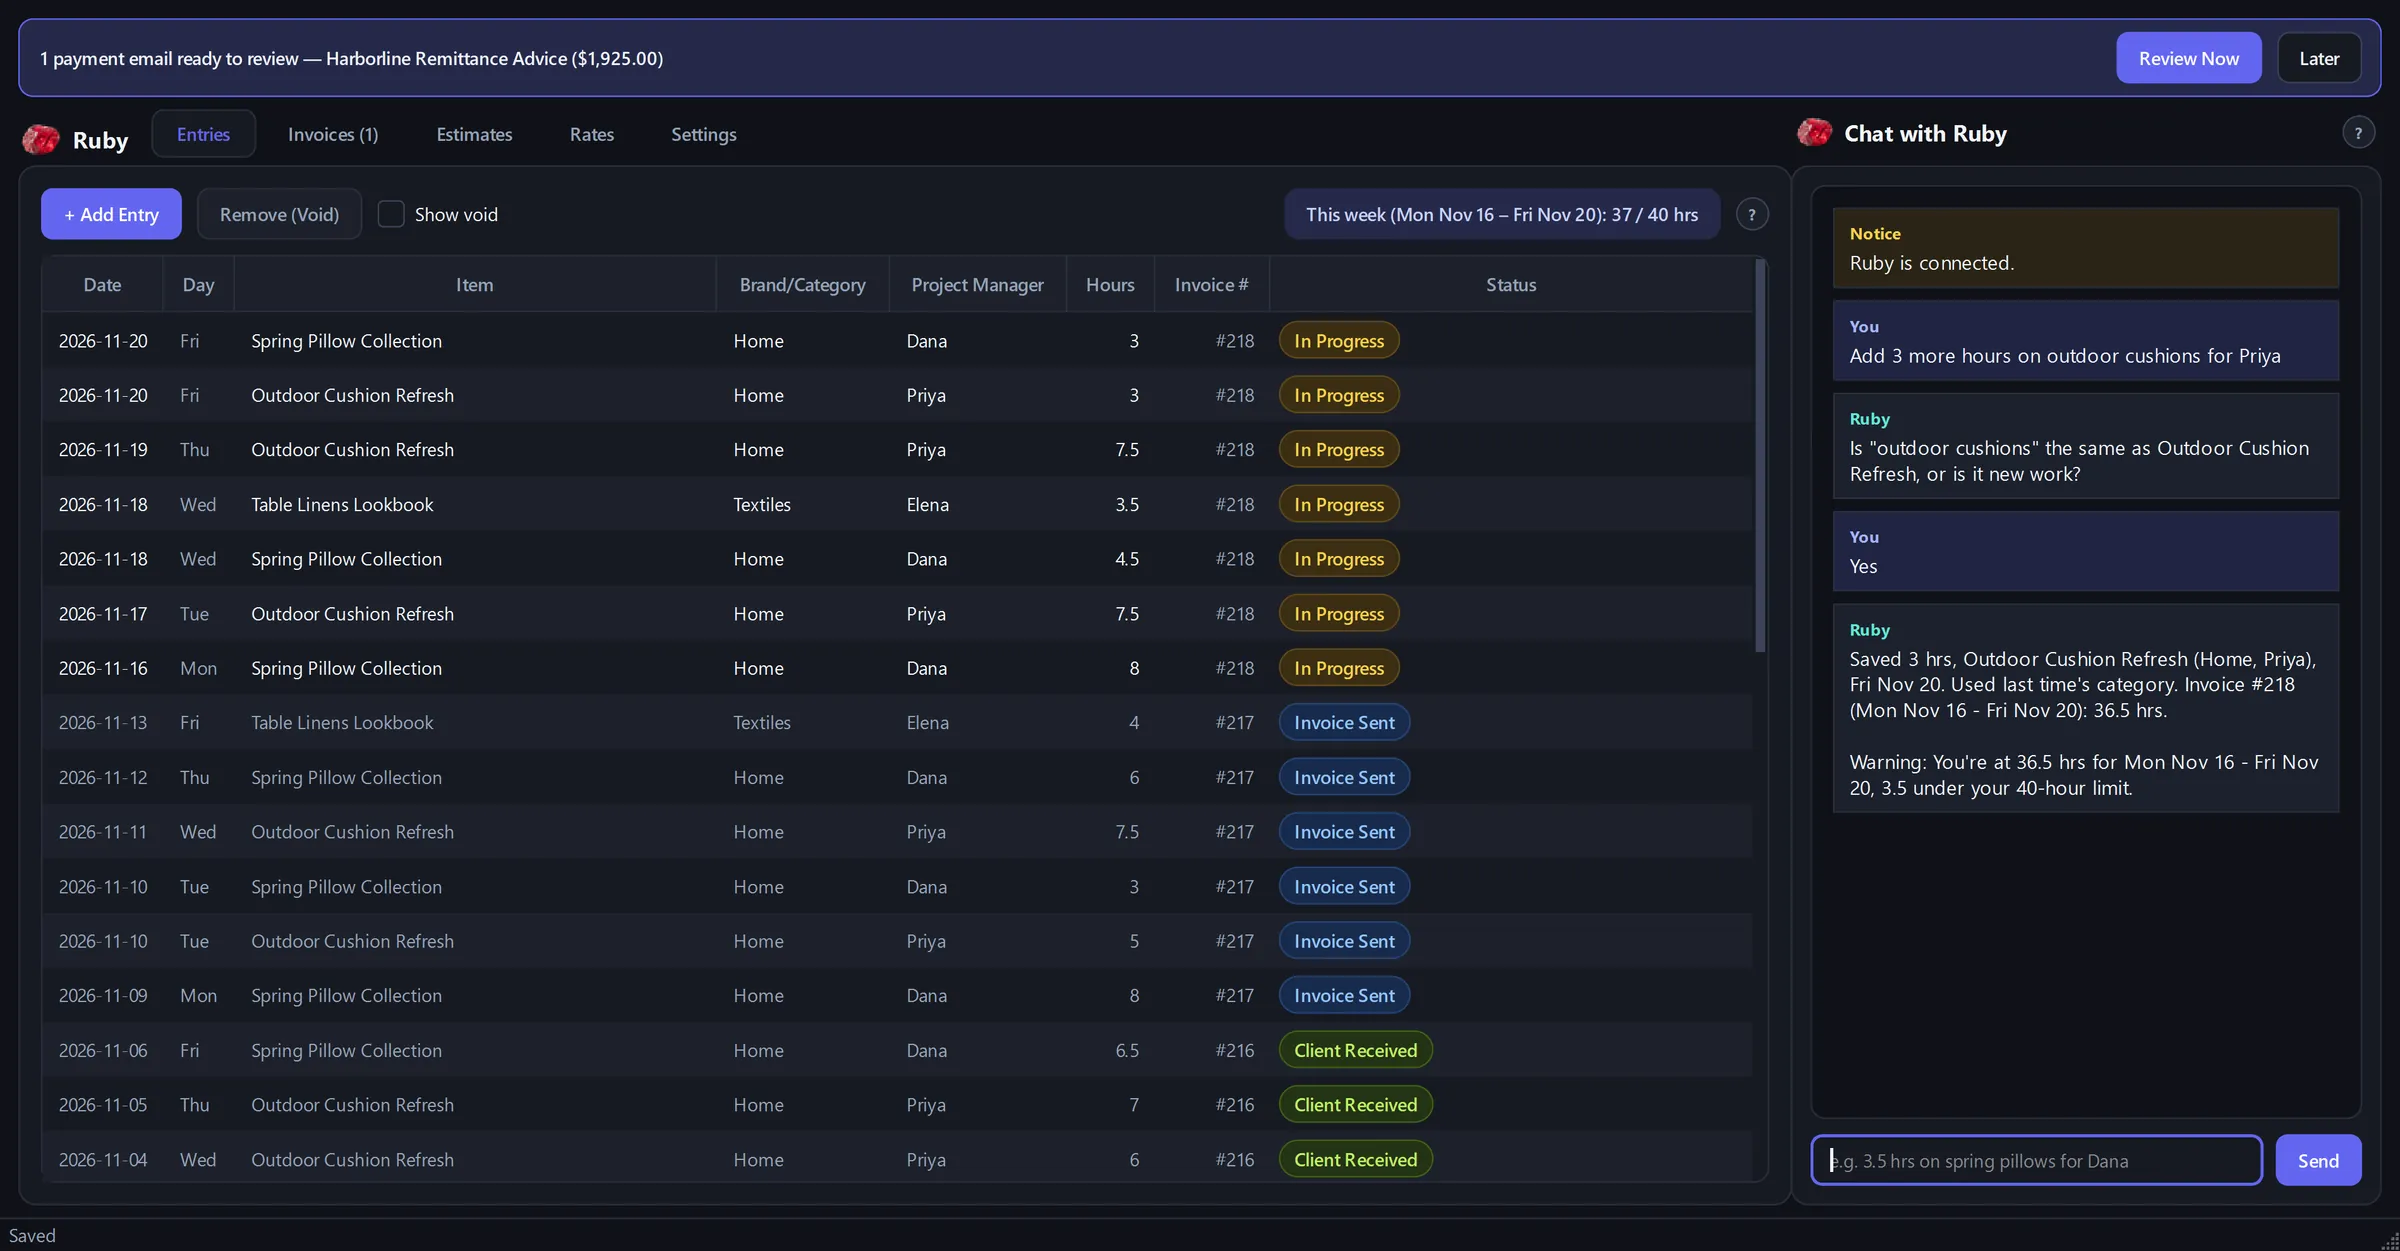 1 payment email ready to review — Harborline Remittance Advice ($1,925.00)
Review Now
Later
Ruby
Entries
Invoices (1)
Estimates
Rates
Settings
Chat with Ruby
?
+ Add Entry
Remove (Void)
Show void
This week (Mon Nov 16 – Fri Nov 20): 37 / 40 hrs
?
Date Day Item Brand/Category Project Manager Hours Invoice # Status
2026-11-20 Fri Spring Pillow Collection Home Dana 3 #218 In Progress
2026-11-20 Fri Outdoor Cushion Refresh Home Priya 3 #218 In Progress
2026-11-19 Thu Outdoor Cushion Refresh Home Priya 7.5 #218 In Progress
2026-11-18 Wed Table Linens Lookbook Textiles Elena 3.5 #218 In Progress
2026-11-18 Wed Spring Pillow Collection Home Dana 4.5 #218 In Progress
2026-11-17 Tue Outdoor Cushion Refresh Home Priya 7.5 #218 In Progress
2026-11-16 Mon Spring Pillow Collection Home Dana 8 #218 In Progress
2026-11-13 Fri Table Linens Lookbook Textiles Elena 4 #217 Invoice Sent
2026-11-12 Thu Spring Pillow Collection Home Dana 6 #217 Invoice Sent
2026-11-11 Wed Outdoor Cushion Refresh Home Priya 7.5 #217 Invoice Sent
2026-11-10 Tue Spring Pillow Collection Home Dana 3 #217 Invoice Sent
2026-11-10 Tue Outdoor Cushion Refresh Home Priya 5 #217 Invoice Sent
2026-11-09 Mon Spring Pillow Collection Home Dana 8 #217 Invoice Sent
2026-11-06 Fri Spring Pillow Collection Home Dana 6.5 #216 Client Received
2026-11-05 Thu Outdoor Cushion Refresh Home Priya 7 #216 Client Received
2026-11-04 Wed Outdoor Cushion Refresh Home Priya 6 #216 Client Received
Notice
Ruby is connected.
You
Add 3 more hours on outdoor cushions for Priya
Ruby
Is "outdoor cushions" the same as Outdoor Cushion
Refresh, or is it new work?
You
Yes
Ruby
Saved 3 hrs, Outdoor Cushion Refresh (Home, Priya),
Fri Nov 20. Used last time's category. Invoice #218
(Mon Nov 16 - Fri Nov 20): 36.5 hrs.
Warning: You're at 36.5 hrs for Mon Nov 16 - Fri Nov
20, 3.5 under your 40-hour limit.
e.g. 3.5 hrs on spring pillows for Dana
Send
Saved